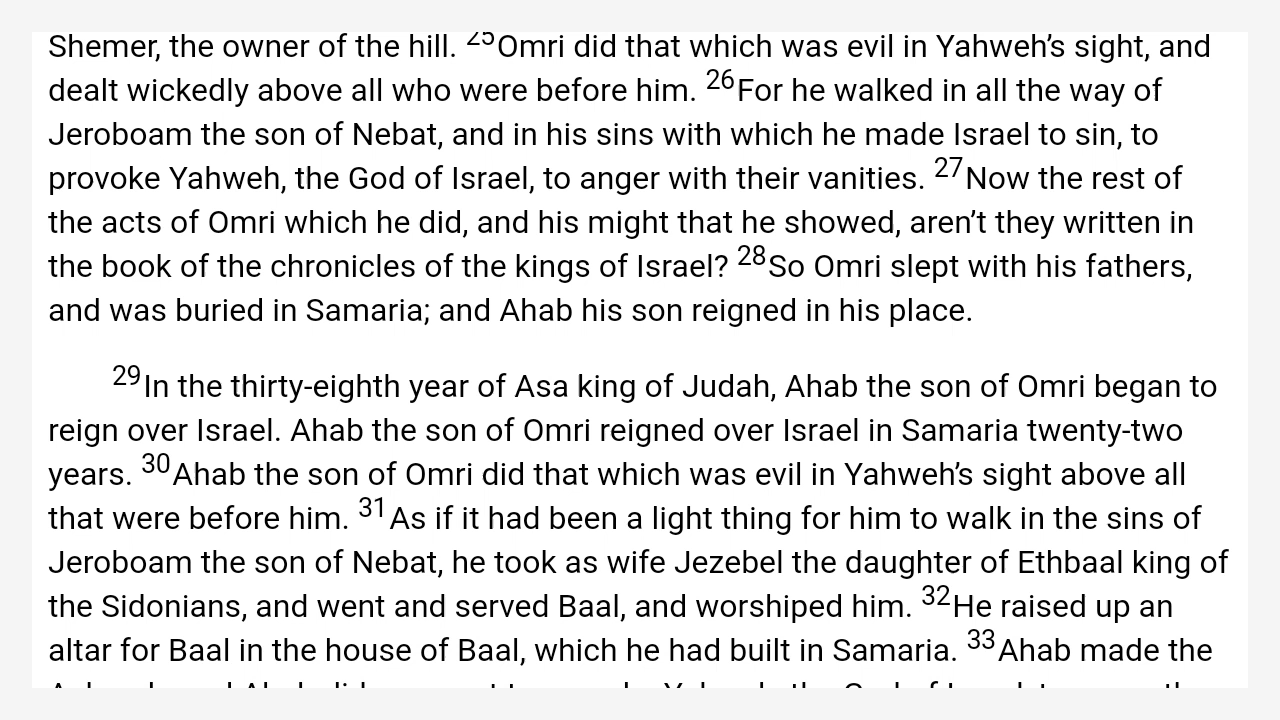 Shemer, the owner of the hill. 25Omri did that which was evil in Yahweh’s sight, and
dealt wickedly above all who were before him. 26For he walked in all the way of
Jeroboam the son of Nebat, and in his sins with which he made Israel to sin, to
provoke Yahweh, the God of Israel, to anger with their vanities. 27Now the rest of
the acts of Omri which he did, and his might that he showed, aren’t they written in
the book of the chronicles of the kings of Israel? 28So Omri slept with his fathers,
and was buried in Samaria; and Ahab his son reigned in his place.
29In the thirty-eighth year of Asa king of Judah, Ahab the son of Omri began to
reign over Israel. Ahab the son of Omri reigned over Israel in Samaria twenty-two
years. 30Ahab the son of Omri did that which was evil in Yahweh’s sight above all
that were before him. 31As if it had been a light thing for him to walk in the sins of
Jeroboam the son of Nebat, he took as wife Jezebel the daughter of Ethbaal king of
the Sidonians, and went and served Baal, and worshiped him. 32He raised up an
altar for Baal in the house of Baal, which he had built in Samaria. 33Ahab made the